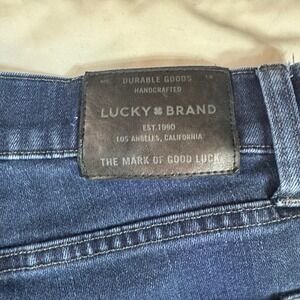 DURABLE GOODS
HANDCRAFTED
LUCKY BRAND
EST.1990
LOS ANGELES, CALIFORNIA
THE MARK OF GOOD LUCK